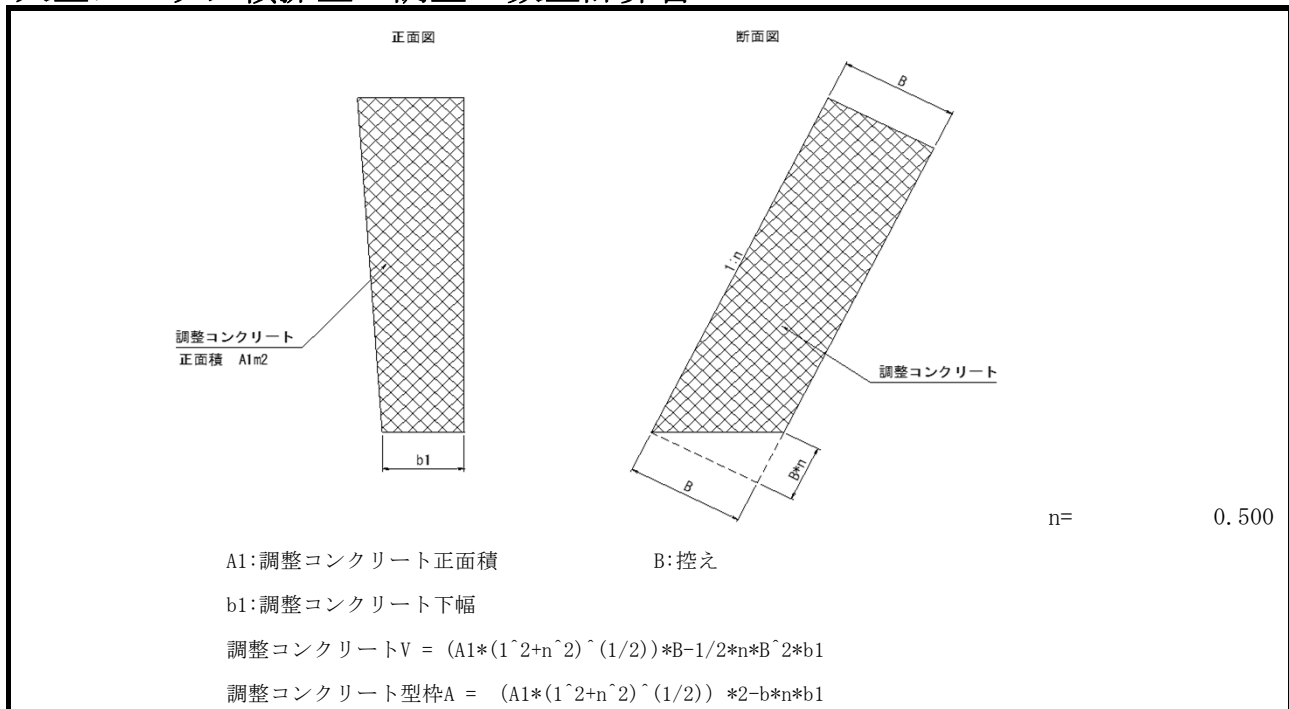 正面図
断面図
B
1:n
調整コンクリート
正面積 A1m2
調整コンクリート
b1
B
B*n
n= 0.500
A1:調整コンクリート正面積 B:控え
b1:調整コンクリート下幅
調整コンクリートV = (A1*(1^2+n^2)^(1/2))*B-1/2*n*B^2*b1
調整コンクリート型枠A = (A1*(1^2+n^2)^(1/2)) *2-b*n*b1